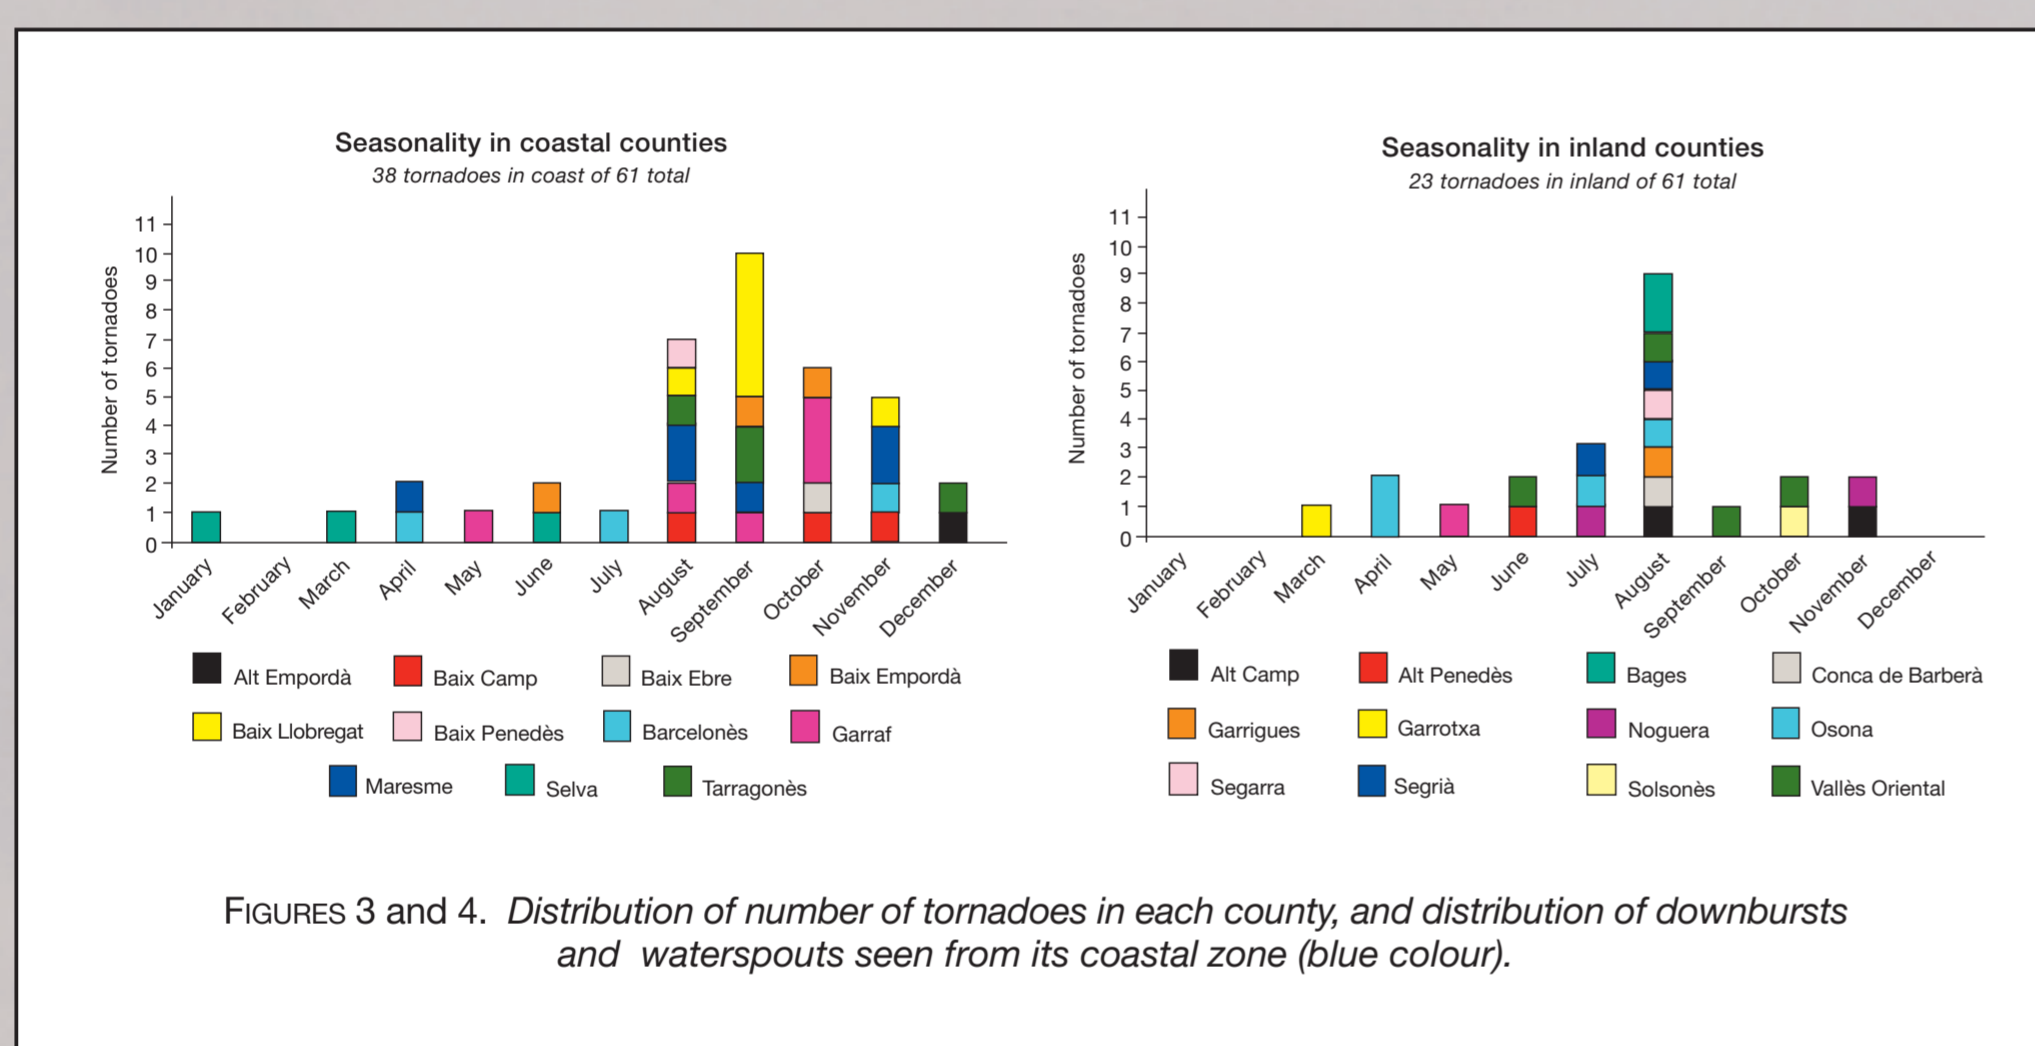 Seasonality in coastal counties
38 tornadoes in coast of 61 total
Number of tornadoes
11
10
9
8
7
6
5
4
3
2
1
0
January
February
March
April
May
June
July
August
September
October
November
December
Alt Empordà
Baix Camp
Baix Ebre
Baix Empordà
Baix Llobregat
Baix Penedès
Barcelonès
Garraf
Maresme
Selva
Tarragonès
Seasonality in inland counties
23 tornadoes in inland of 61 total
Number of tornadoes
11
10
9
8
7
6
5
4
3
2
1
0
January
February
March
April
May
June
July
August
September
October
November
December
Alt Camp
Alt Penedès
Bages
Conca de Barberà
Garrigues
Garrotxa
Noguera
Osona
Segarra
Segrià
Solsonès
Vallès Oriental
FIGURES 3 and 4. Distribution of number of tornadoes in each county, and distribution of downbursts
and waterspouts seen from its coastal zone (blue colour).